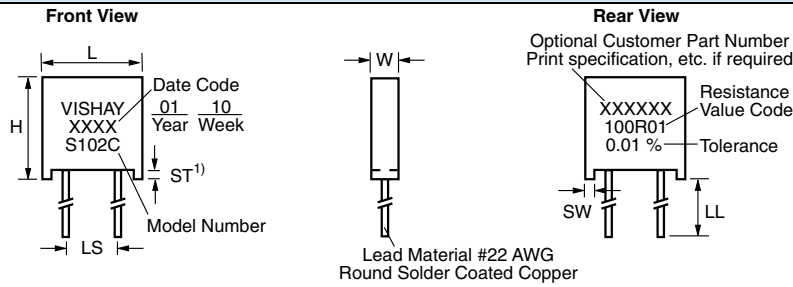 Front View
L
H
VISHAY
XXXX
S102C
Date Code
01 10
Year Week
ST1)
Model Number
LS
W
Lead Material #22 AWG
Round Solder Coated Copper
Rear View
Optional Customer Part Number
Print specification, etc. if required
XXXXXX
100R01
0.01 %
Resistance
Value Code
Tolerance
SW
LL